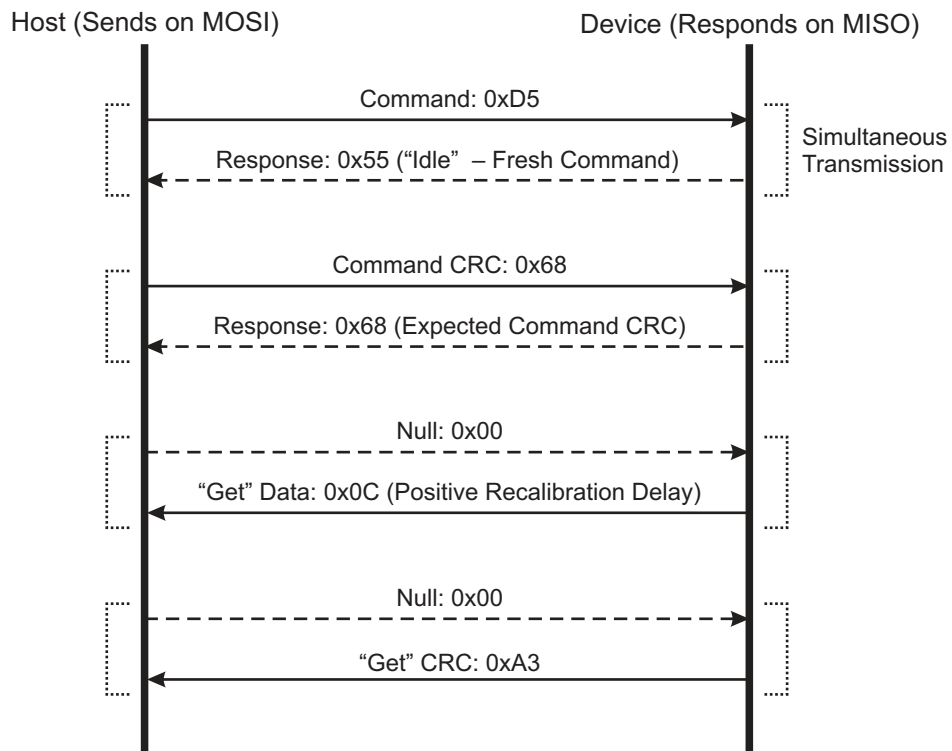 Host (Sends on MOSI)
Device (Responds on MISO)
Command: 0xD5
Simultaneous
Transmission
Response: 0x55 (“Idle” – Fresh Command)
Command CRC: 0x68
Response: 0x68 (Expected Command CRC)
Null: 0x00
“Get” Data: 0x0C (Positive Recalibration Delay)
Null: 0x00
“Get” CRC: 0xA3